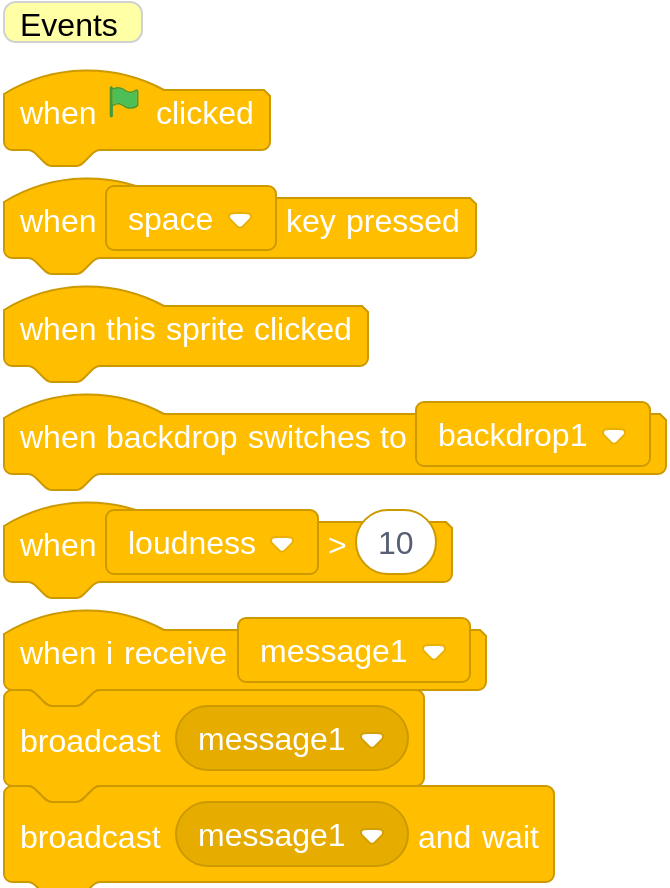 Events
when clicked
when space key pressed
when this sprite clicked
when backdrop switches to backdrop1
when loudness > 10
when i receive message1
broadcast message1
broadcast message1 and wait